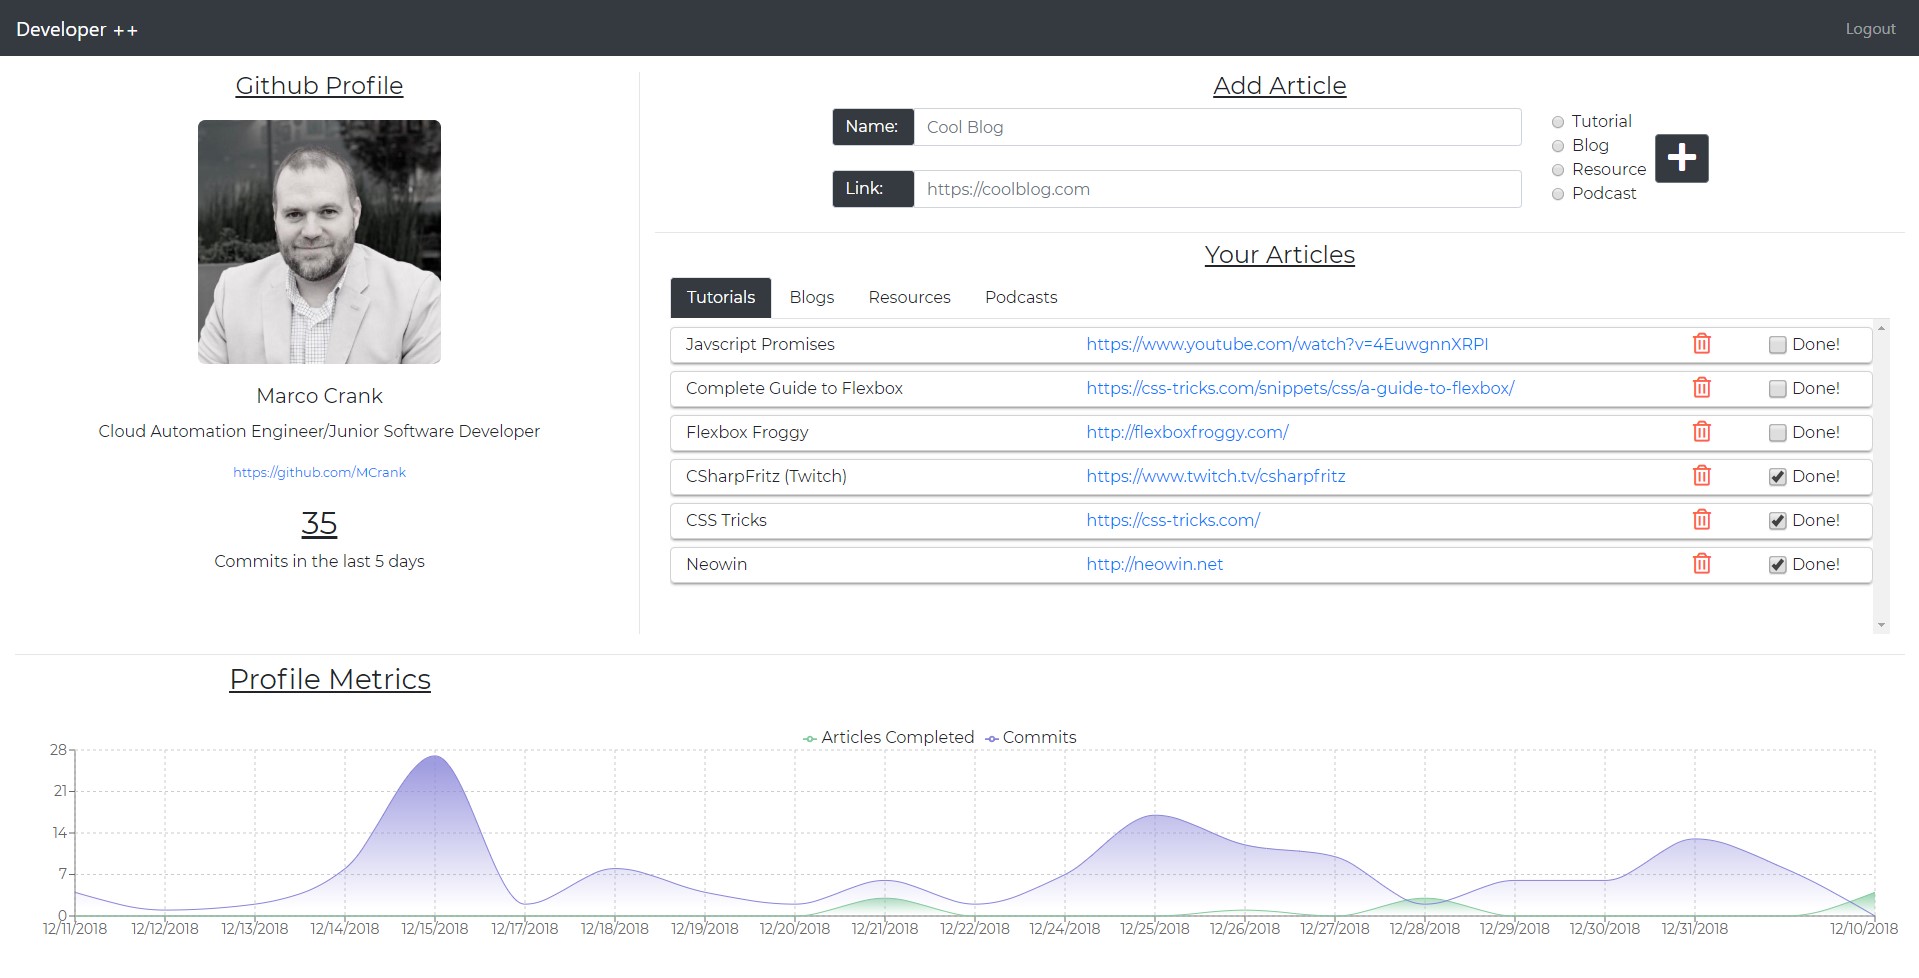 Developer ++
Logout
Github Profile
Marco Crank
Cloud Automation Engineer/Junior Software Developer
https://github.com/MCrank
35
Commits in the last 5 days
Add Article
Name: Cool Blog
Link: https://coolblog.com
Tutorial
Blog
Resource
Podcast
Your Articles
Tutorials Blogs Resources Podcasts
Javscript Promises https://www.youtube.com/watch?v=4EuwgnnXRPI Done!
Complete Guide to Flexbox https://css-tricks.com/snippets/css/a-guide-to-flexbox/ Done!
Flexbox Froggy http://flexboxfroggy.com/ Done!
CSharpFritz (Twitch) https://www.twitch.tv/csharpfritz Done!
CSS Tricks https://css-tricks.com/ Done!
Neowin http://neowin.net Done!
Profile Metrics
Articles Completed Commits
28
21
14
7
0
12/11/2018 12/12/2018 12/13/2018 12/14/2018 12/15/2018 12/17/2018 12/18/2018 12/19/2018 12/20/2018 12/21/2018 12/22/2018 12/24/2018 12/25/2018 12/26/2018 12/27/2018 12/28/2018 12/29/2018 12/30/2018 12/31/2018 12/10/2018